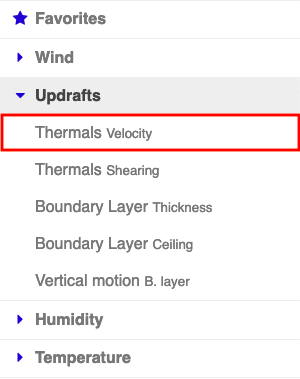 Favorites
Wind
Updrafts
Thermals Velocity
Thermals Shearing
Boundary Layer Thickness
Boundary Layer Ceiling
Vertical motion B. layer
Humidity
Temperature